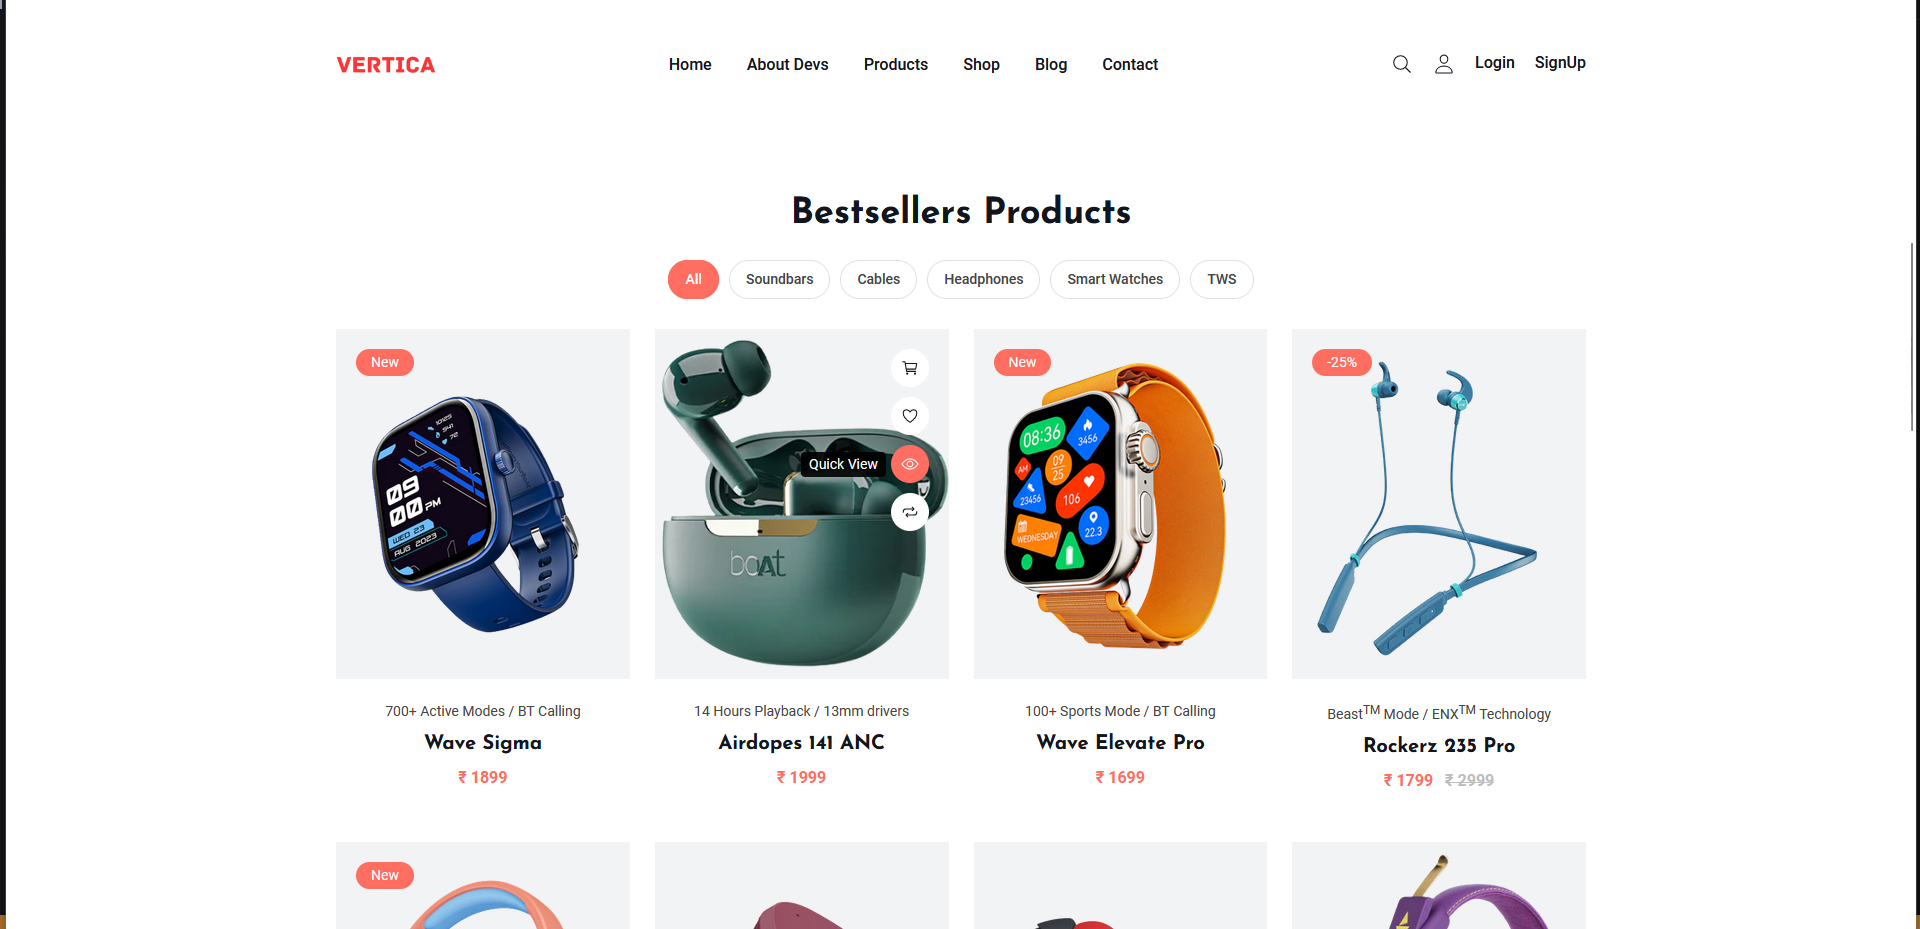 VERTICA
Home About Devs Products Shop Blog Contact
Login SignUp
Bestsellers Products
All Soundbars Cables Headphones Smart Watches TWS
New
09
00 PM
WED 23
AUG 2023
700+ Active Modes / BT Calling
Wave Sigma
₹ 1899
Quick View
boAt
14 Hours Playback / 13mm drivers
Airdopes 141 ANC
₹ 1999
New
08:36
3456
AM
09
25
23456
106
WEDNESDAY
22.3
100+ Sports Mode / BT Calling
Wave Elevate Pro
₹ 1699
-25%
Beast™ Mode / ENX™ Technology
Rockerz 235 Pro
₹ 1799 ₹ 2999
New